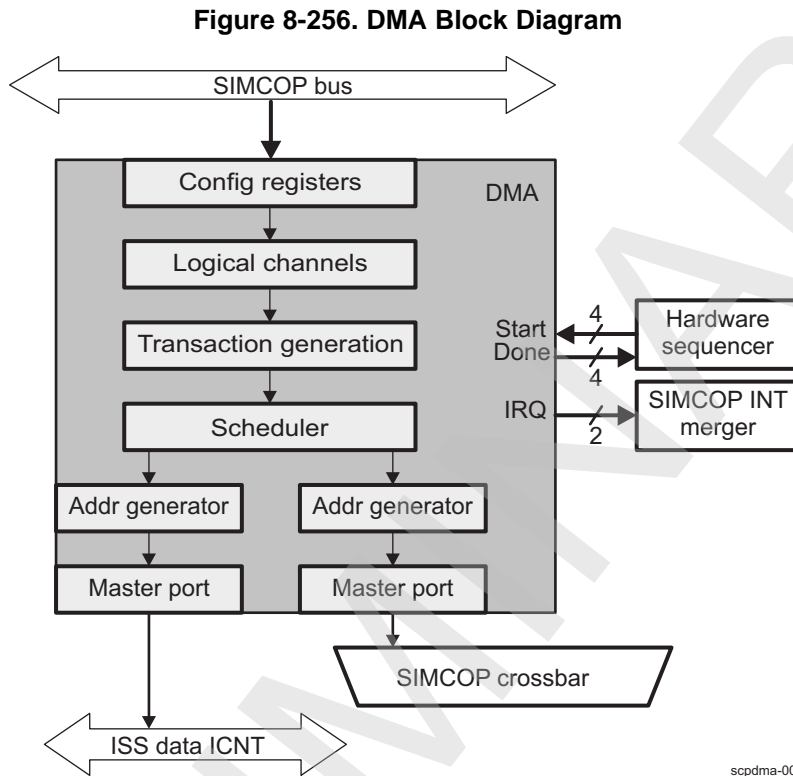 Figure 8-256. DMA Block Diagram
SIMCOP bus
Config registers
DMA
Logical channels
Transaction generation
Start
4
Hardware
sequencer
Done
4
Scheduler
IRQ
2
SIMCOP INT
merger
Addr generator
Addr generator
Master port
Master port
SIMCOP crossbar
ISS data ICNT